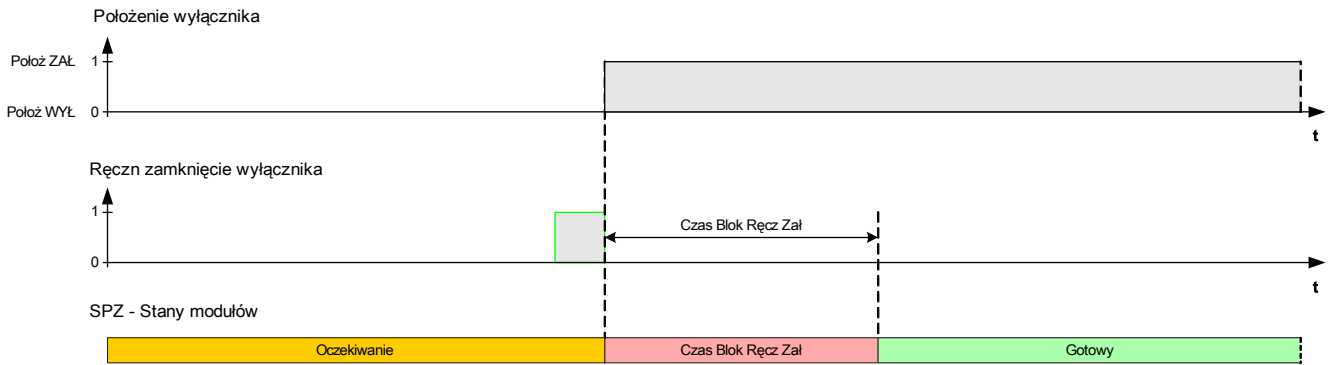 Położenie wyłącznika
Położ ZAŁ 1
Położ WYŁ 0
t
Ręczn zamknięcie wyłącznika
1
Czas Blok Ręcz Zał
0
t
SPZ - Stany modułów
Oczekiwanie Czas Blok Ręcz Zał Gotowy